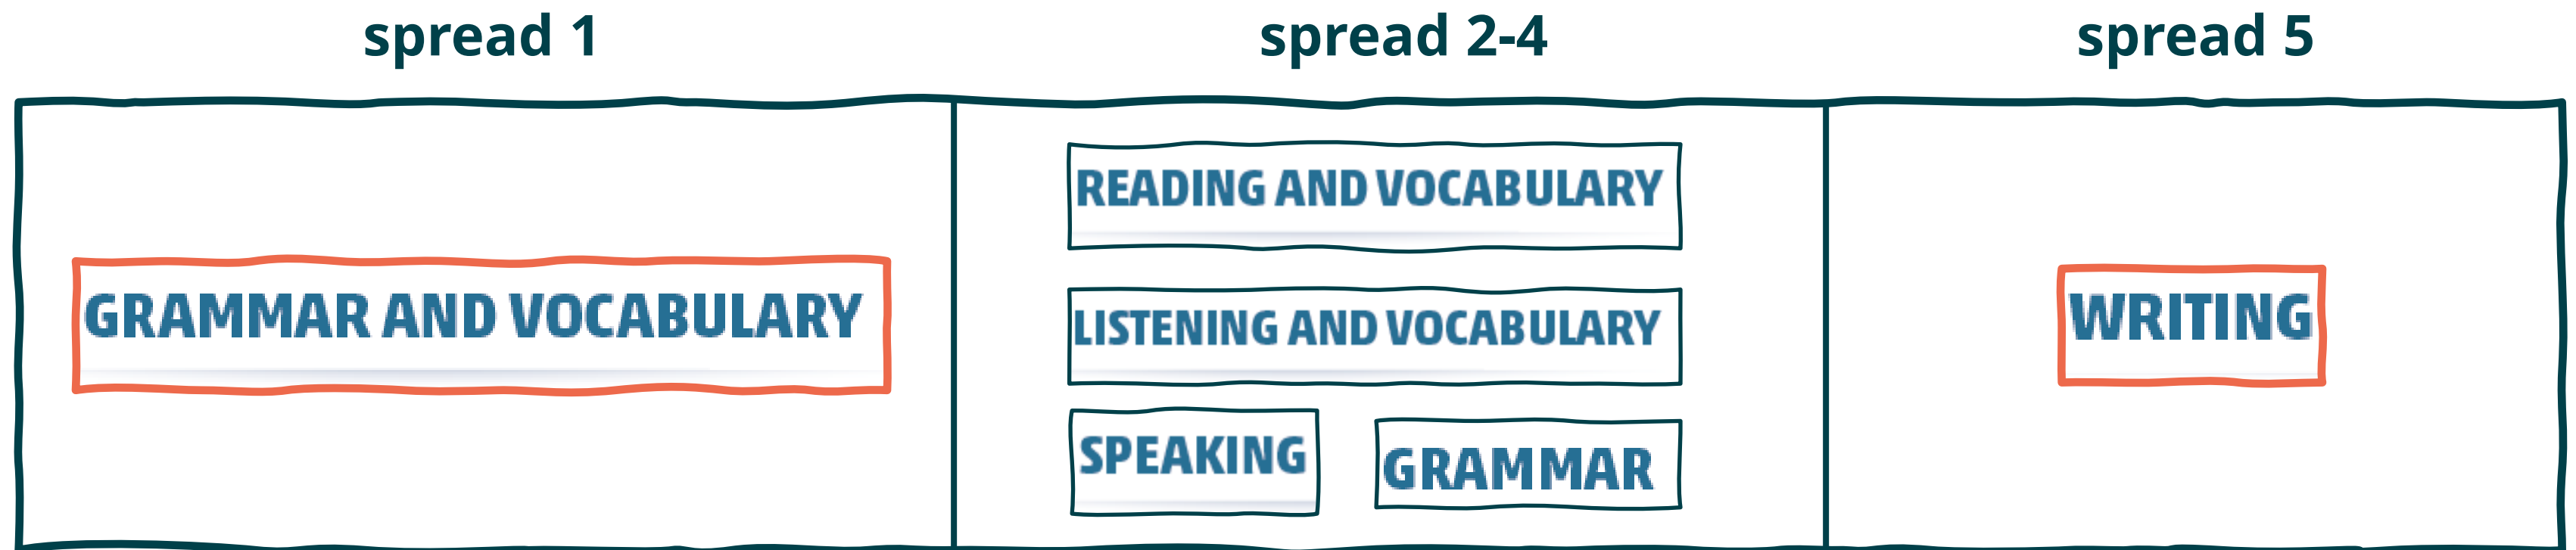 spread 1
spread 2-4
spread 5
GRAMMAR AND VOCABULARY
READING AND VOCABULARY
LISTENING AND VOCABULARY
SPEAKING
GRAMMAR
WRITING